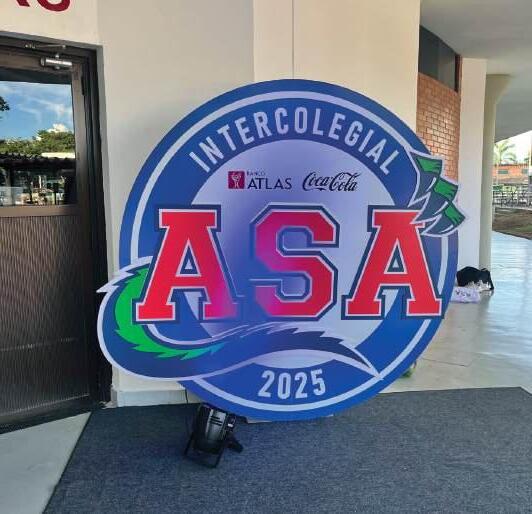 INTERCOLEGIAL
BANCO
ATLAS Coca-Cola
ASA
2025